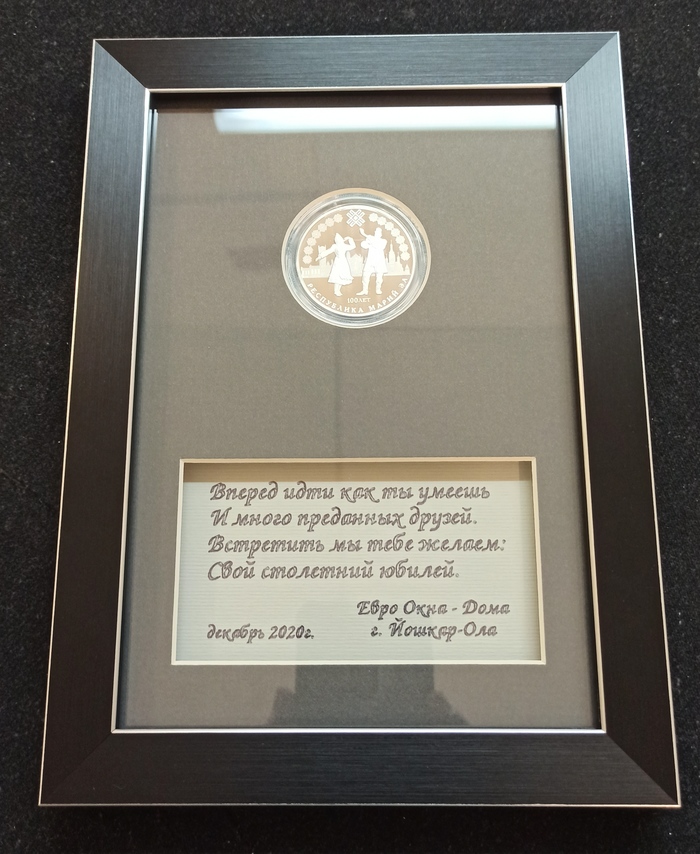 100 ЛЕТ
РЕСПУБЛИКА МАРИЙ ЭЛ
Вперед идти как ты умеешь
И много преданных друзей.
Встретить мы тебе желаем:
Свой столетний юбилей.
Евро Окна - Дома
декабрь 2020г. г. Йошкар-Ола